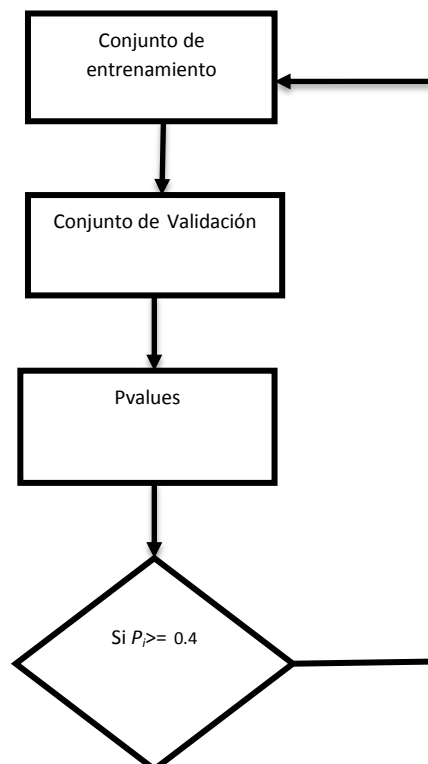 Conjunto de
entrenamiento
Conjunto de Validación
Pvalues
Si Pi>= 0.4